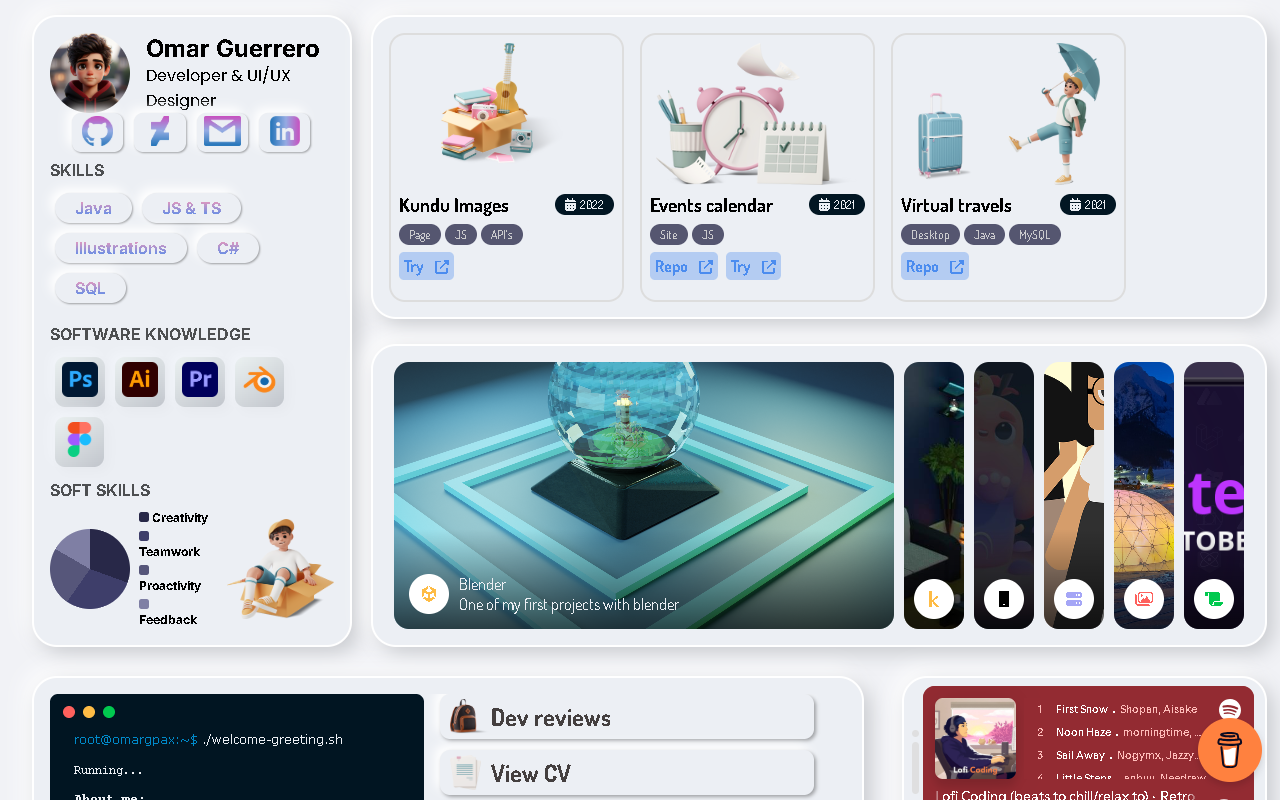 Omar Guerrero
Developer & UI/UX
Designer
SKILLS
Java
JS & TS
Illustrations
C#
SQL
SOFTWARE KNOWLEDGE
Ps
Ai
Pr
SOFT SKILLS
Creativity
Teamwork
Proactivity
Feedback
Kundu Images
2022
Page
JS
API's
Try
Events calendar
2021
Site
JS
Repo
Try
Virtual travels
2021
Desktop
Java
MySQL
Repo
Blender
One of my first projects with blender
k
te
TOBE
root@omargpax:~$ ./welcome-greeting.sh
Running...
About me:
Dev reviews
View CV
Lofi Coding
1 First Snow . Shopan, Aisake
2 Noon Haze . morningtime, ...
3 Sail Away . Nogymx, Jazzy...
4 Little Steps
Lofi Coding (beats to chill/relax to) · Retro